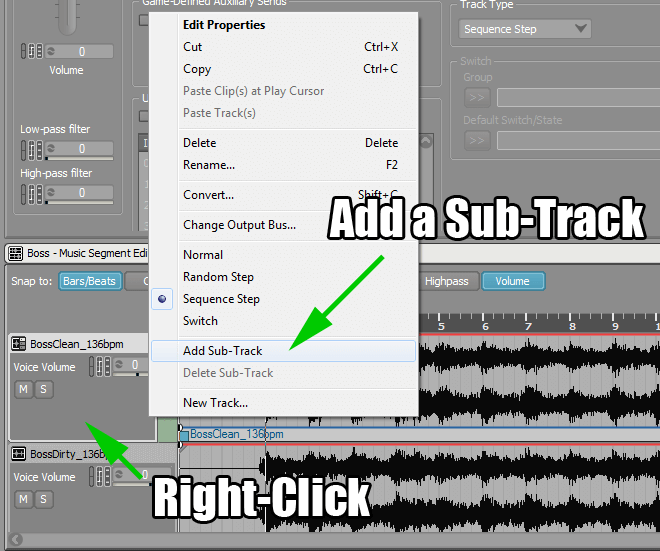 Game-Defined Auxiliary Sends
Track Type
Sequence Step
Switch
Group
>>
Default Switch/State
>>
0
Volume
Low-pass filter
0
High-pass filter
0
Edit Properties
Cut Ctrl+X
Copy Ctrl+C
Paste Clip(s) at Play Cursor
Paste Track(s)
Delete Delete
Rename... F2
Convert... Shift+C
Change Output Bus...
Normal
Random Step
Sequence Step
Switch
Add Sub-Track
Delete Sub-Track
New Track...
Add a Sub-Track
Boss - Music Segment Edi
Snap to: Bars/Beats
Highpass Volume
5 6 7 8 9
BossClean_136bpm
Voice Volume 0
M S
BossClean_136bpm
BossDirty_136bpm
Voice Volume 0
M S
Right-Click